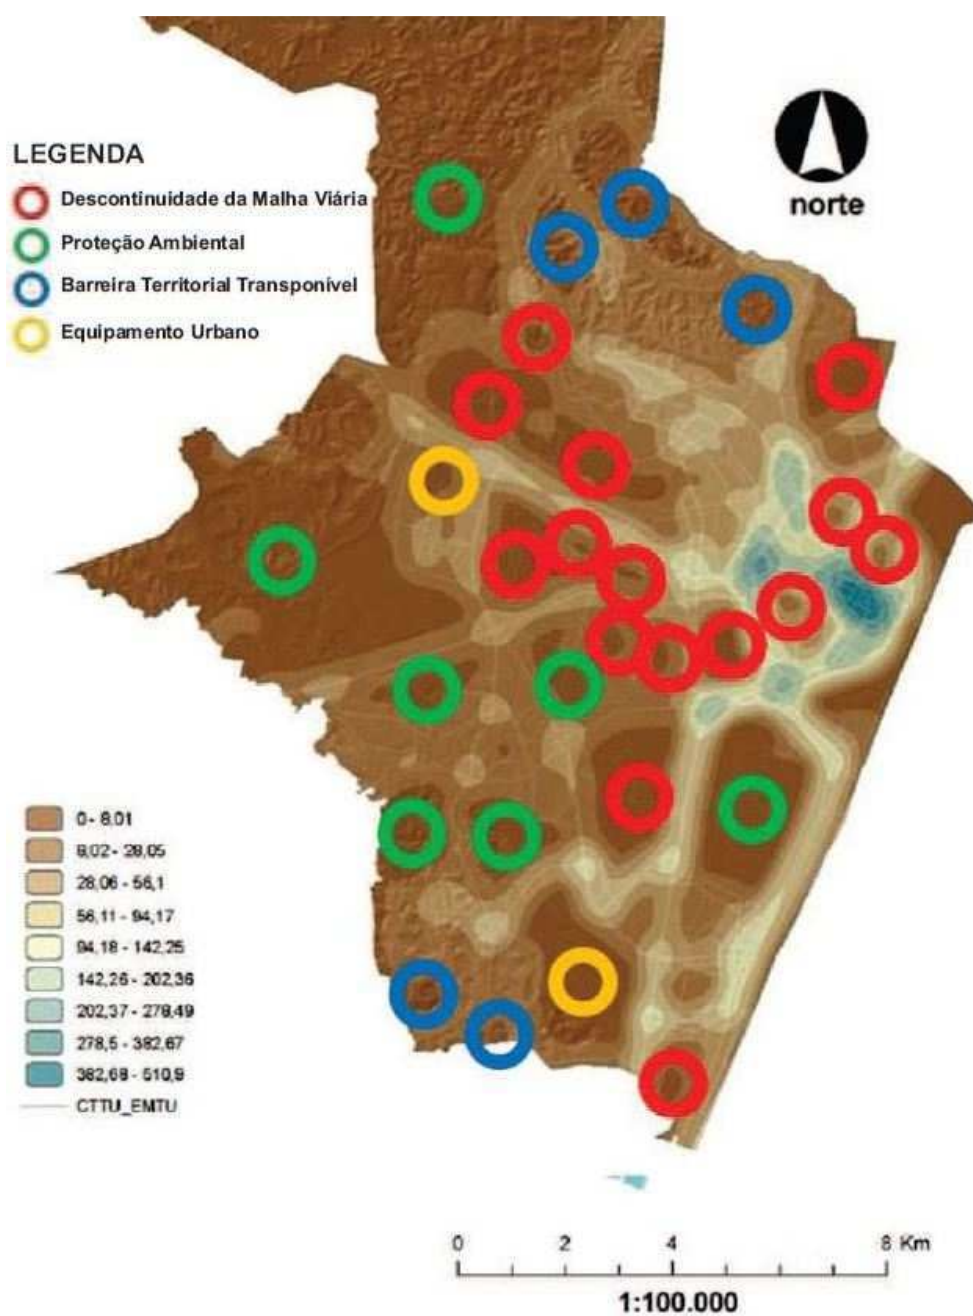 LEGENDA
Descontinuidade da Malha Viária
Proteção Ambiental
Barreira Territorial Transponível
Equipamento Urbano
norte
0 - 8,01
8,02 - 28,05
28,06 - 56,1
56,11 - 94,17
94,18 - 142,25
142,26 - 202,36
202,37 - 278,49
278,5 - 382,67
382,68 - 510,9
CTTU_EMTU
0 2 4 8 Km
1:100.000